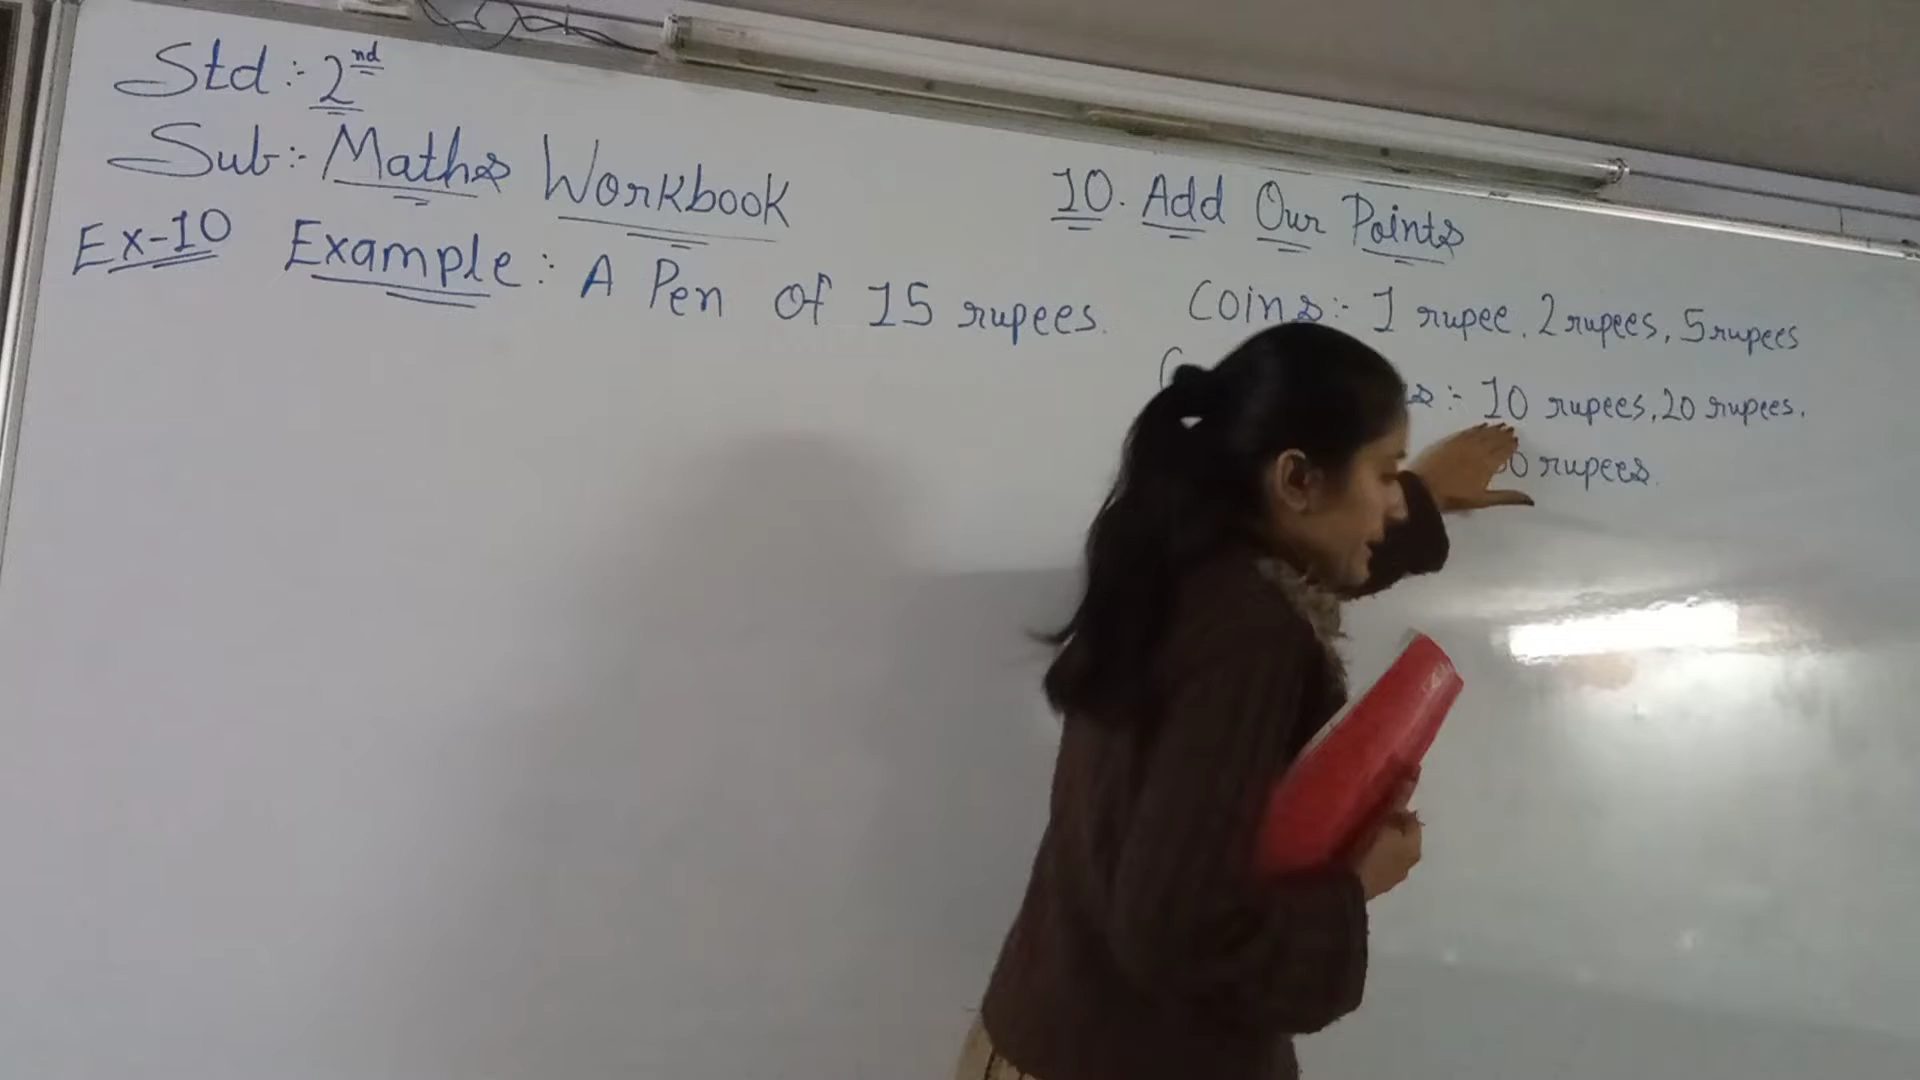 Std :- 2nd
Sub :- Maths Workbook
Ex-10 Example : A Pen of 15 rupees.
10. Add Our Points
Coins :- 1 rupee, 2 rupees, 5 rupees
:- 10 rupees, 20 rupees,
rupees.